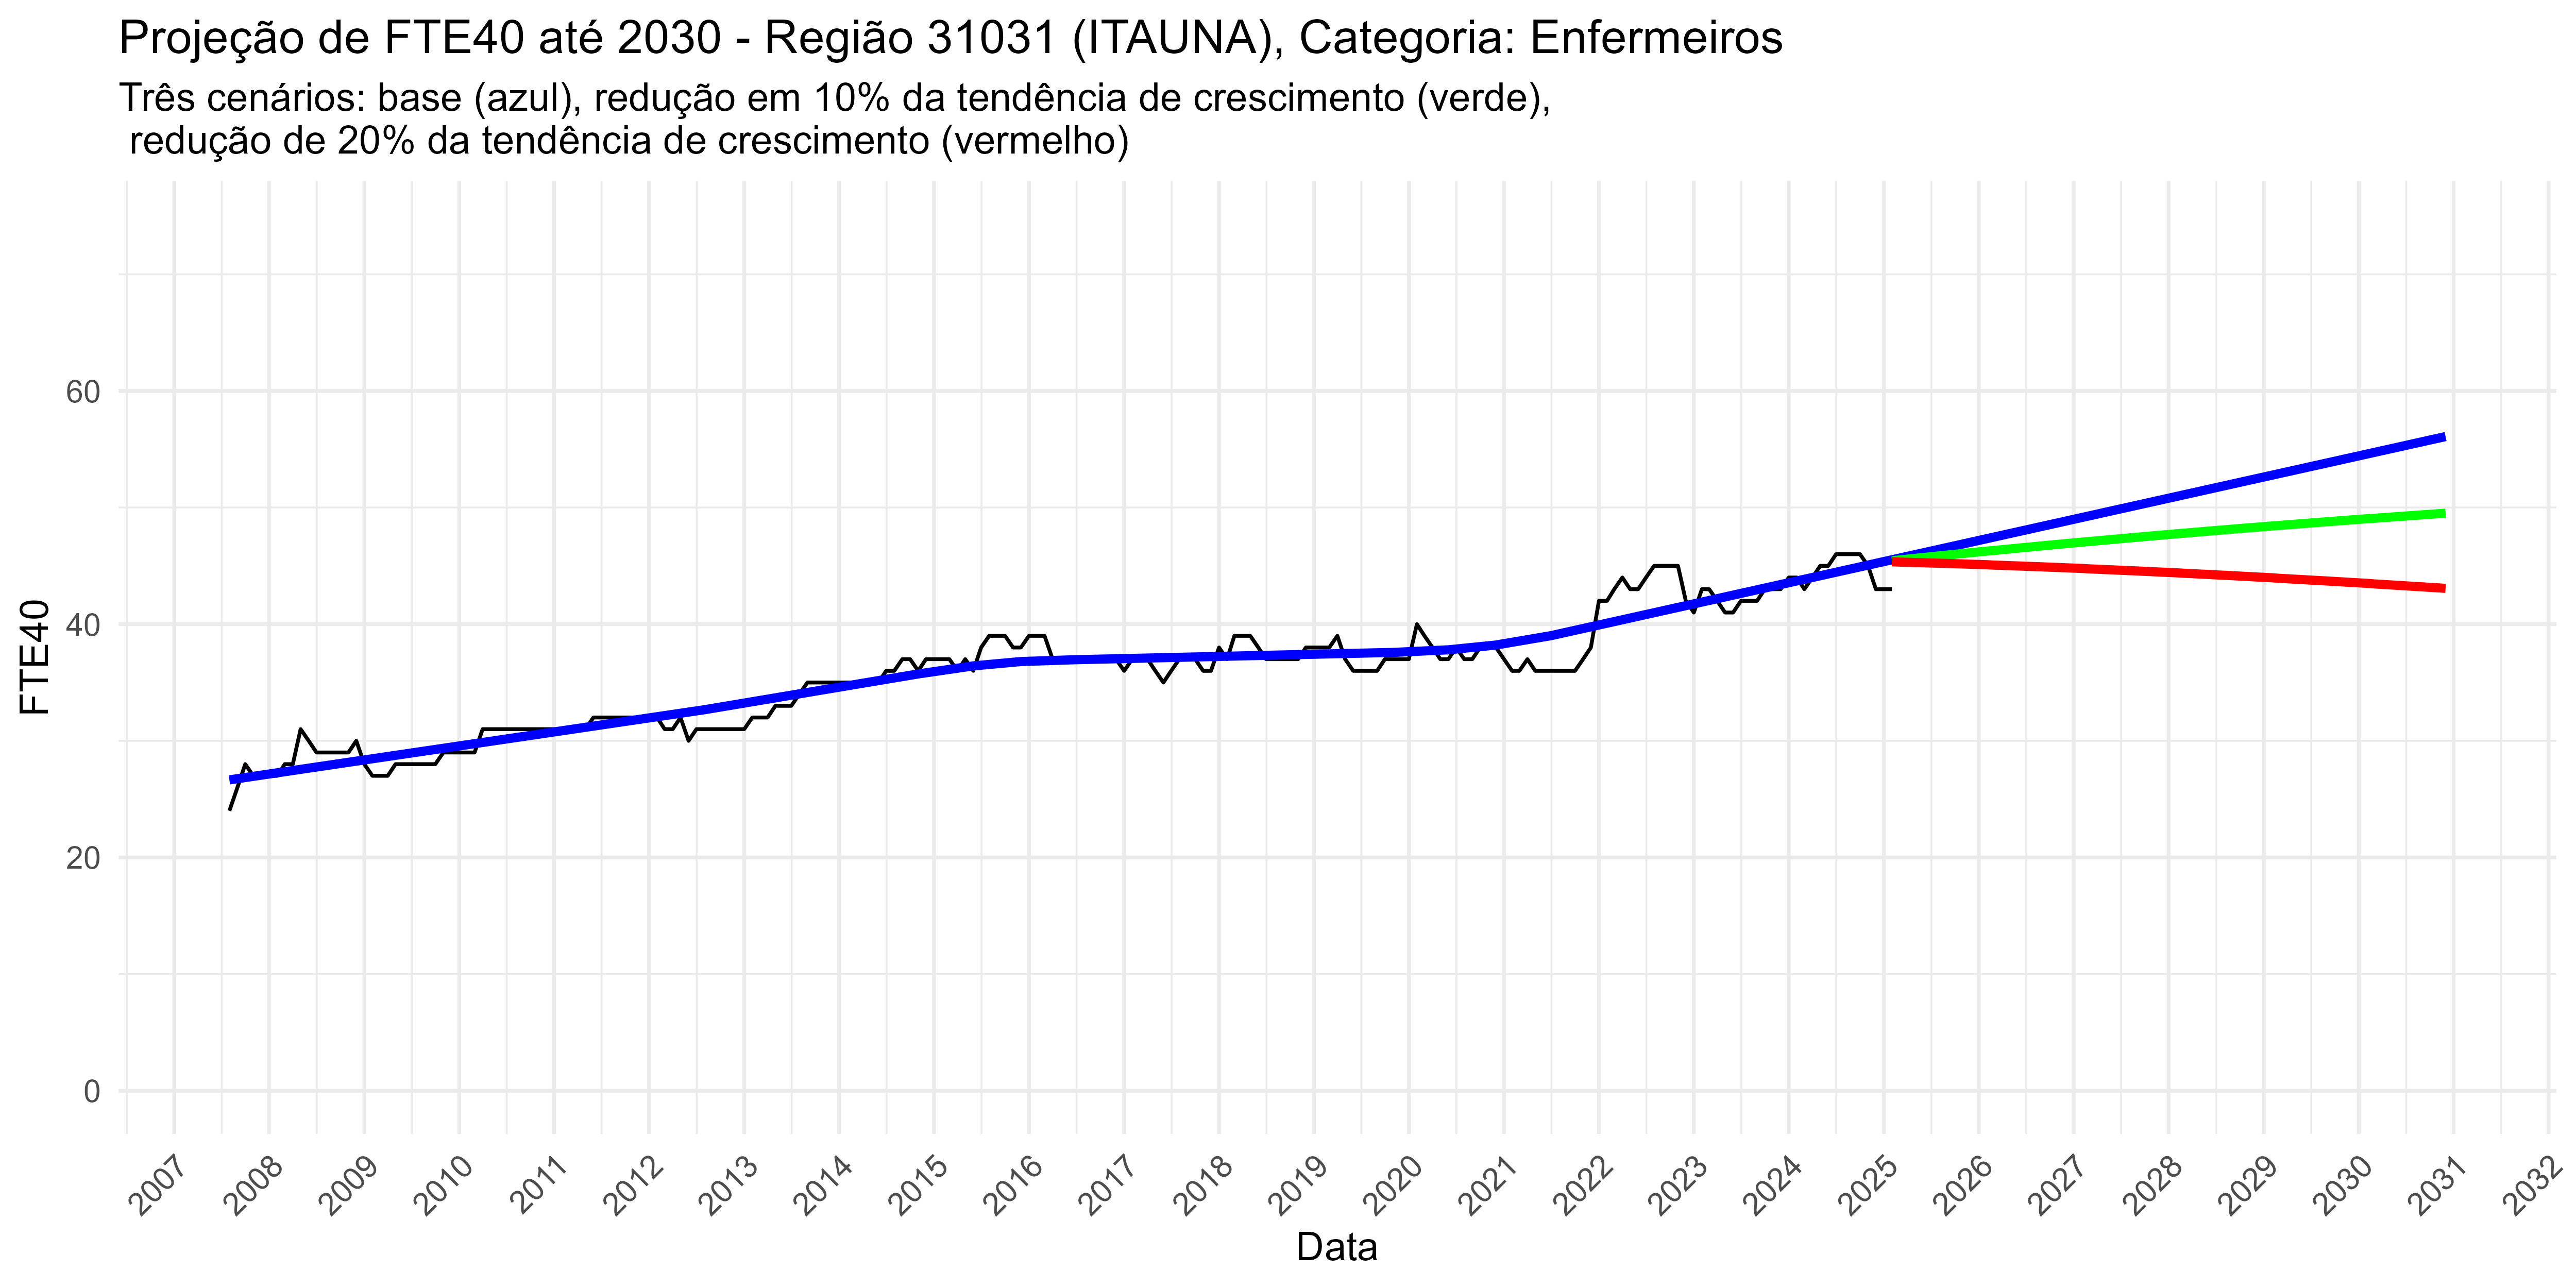 Projeção de FTE40 até 2030 - Região 31031 (ITAUNA), Categoria: Enfermeiros
Três cenários: base (azul), redução em 10% da tendência de crescimento (verde),
redução de 20% da tendência de crescimento (vermelho)
FTE40
60
40
20
0
2007 2008 2009 2010 2011 2012 2013 2014 2015 2016 2017 2018 2019 2020 2021 2022 2023 2024 2025 2026 2027 2028 2029 2030 2031 2032
Data